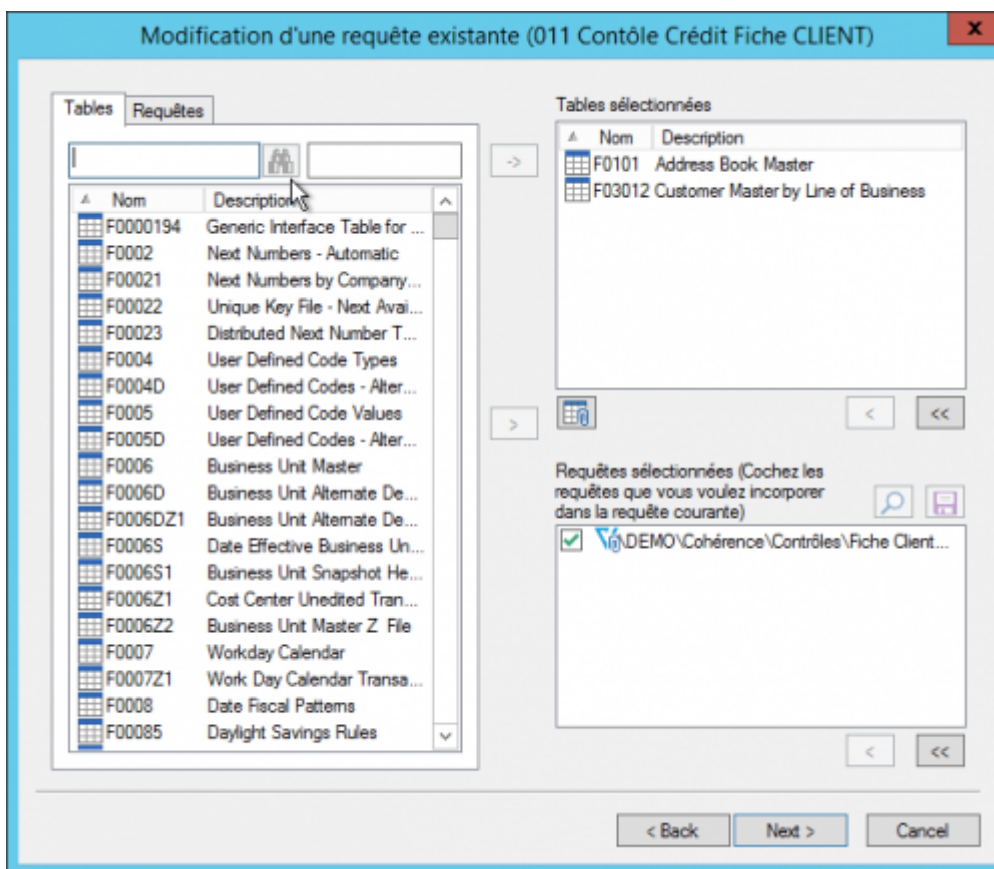 Modification d'une requête existante (011 Contôle Crédit Fiche CLIENT)
x
Tables Requêtes
Nom Description
F0000194 Generic Interface Table for ...
F0002 Next Numbers - Automatic
F00021 Next Numbers by Company...
F00022 Unique Key File - Next Avai...
F00023 Distributed Next Number T...
F0004 User Defined Code Types
F0004D User Defined Codes - Alter...
F0005 User Defined Code Values
F0005D User Defined Codes - Alter...
F0006 Business Unit Master
F0006D Business Unit Alternate De...
F0006DZ1 Business Unit Alternate De...
F0006S Date Effective Business Un...
F0006S1 Business Unit Snapshot He...
F0006Z1 Cost Center Unedited Tran...
F0006Z2 Business Unit Master Z File
F0007 Workday Calendar
F0007Z1 Work Day Calendar Transa...
F0008 Date Fiscal Patterns
F00085 Daylight Savings Rules
->
>
Tables sélectionnées
Nom Description
F0101 Address Book Master
F03012 Customer Master by Line of Business
< <<
Requêtes sélectionnées (Cochez les
requêtes que vous voulez incorporer
dans la requête courante)
\DEMO\Cohérence\Contrôles\Fiche Client...
< <<
< Back Next > Cancel